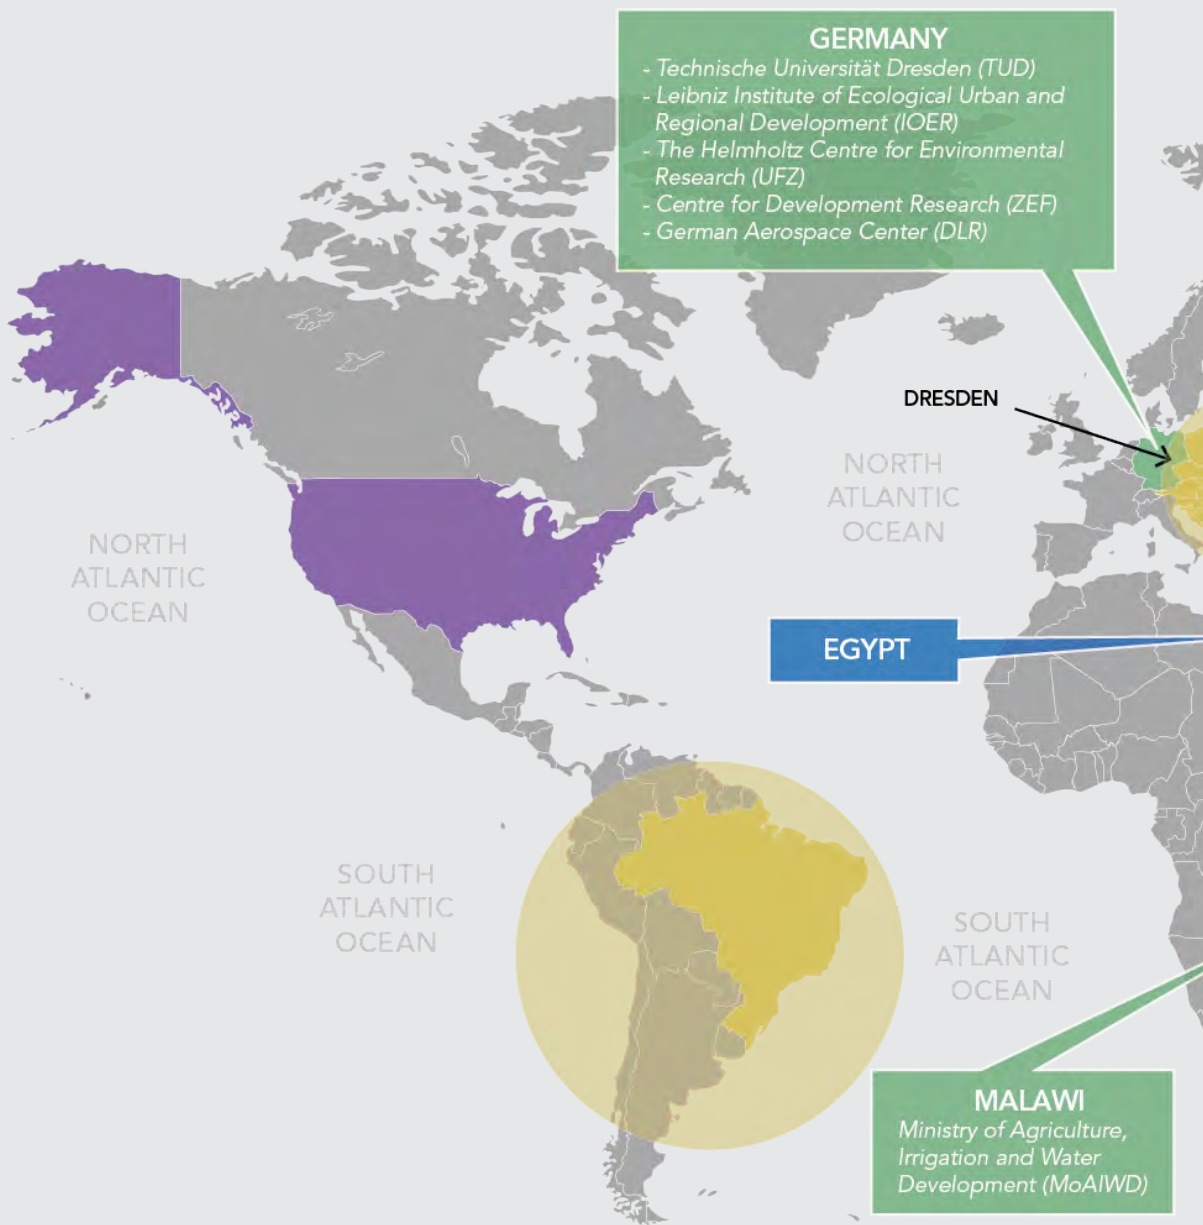 GERMANY
- Technische Universität Dresden (TUD)
- Leibniz Institute of Ecological Urban and
Regional Development (IOER)
- The Helmholtz Centre for Environmental
Research (UFZ)
- Centre for Development Research (ZEF)
- German Aerospace Center (DLR)
DRESDEN
NORTH
ATLANTIC
OCEAN
NORTH
ATLANTIC
OCEAN
EGYPT
SOUTH
ATLANTIC
OCEAN
SOUTH
ATLANTIC
OCEAN
MALAWI
Ministry of Agriculture,
Irrigation and Water
Development (MoAIWD)